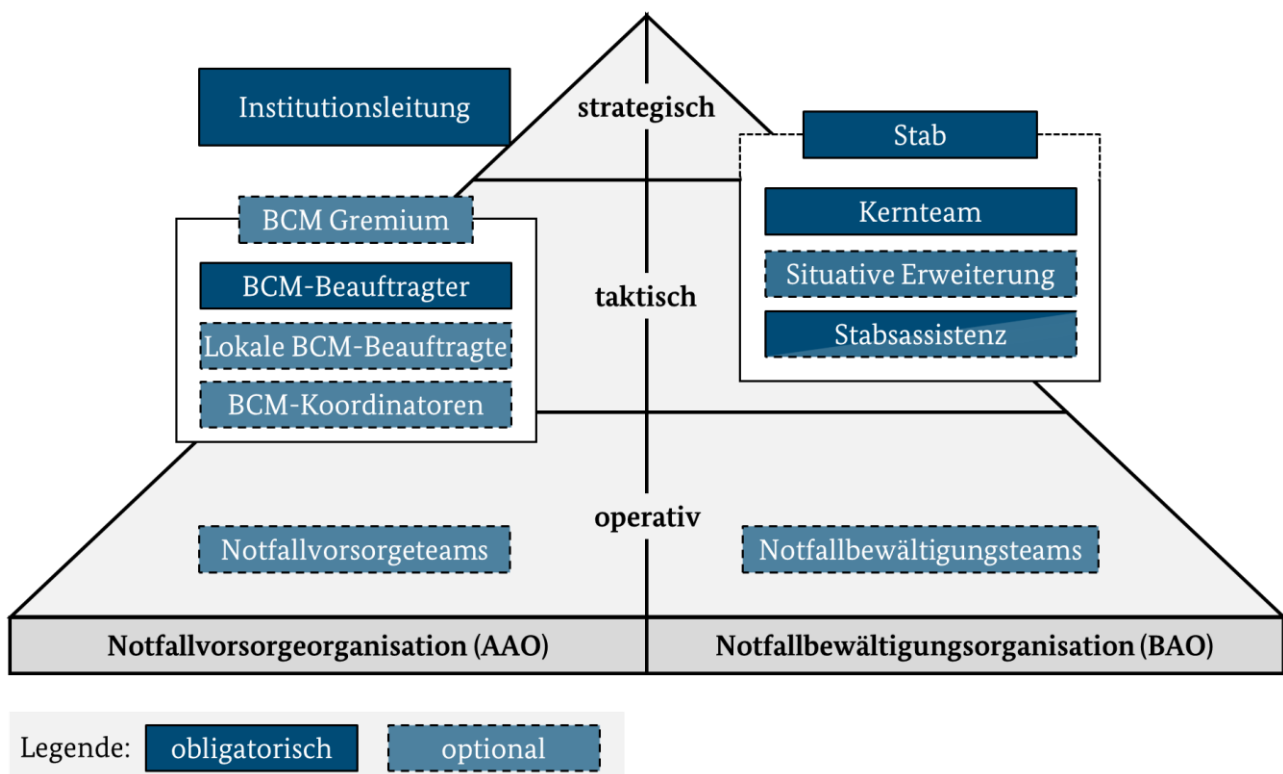 strategisch
Institutionsleitung
Stab
BCM Gremium
Kernteam
BCM-Beauftragter
Situative Erweiterung
taktisch
Lokale BCM-Beauftragte
Stabsassistenz
BCM-Koordinatoren
operativ
Notfallvorsorgeteams
Notfallbewältigungsteams
Notfallvorsorgeorganisation (AAO)
Notfallbewältigungsorganisation (BAO)
Legende:
obligatorisch
optional